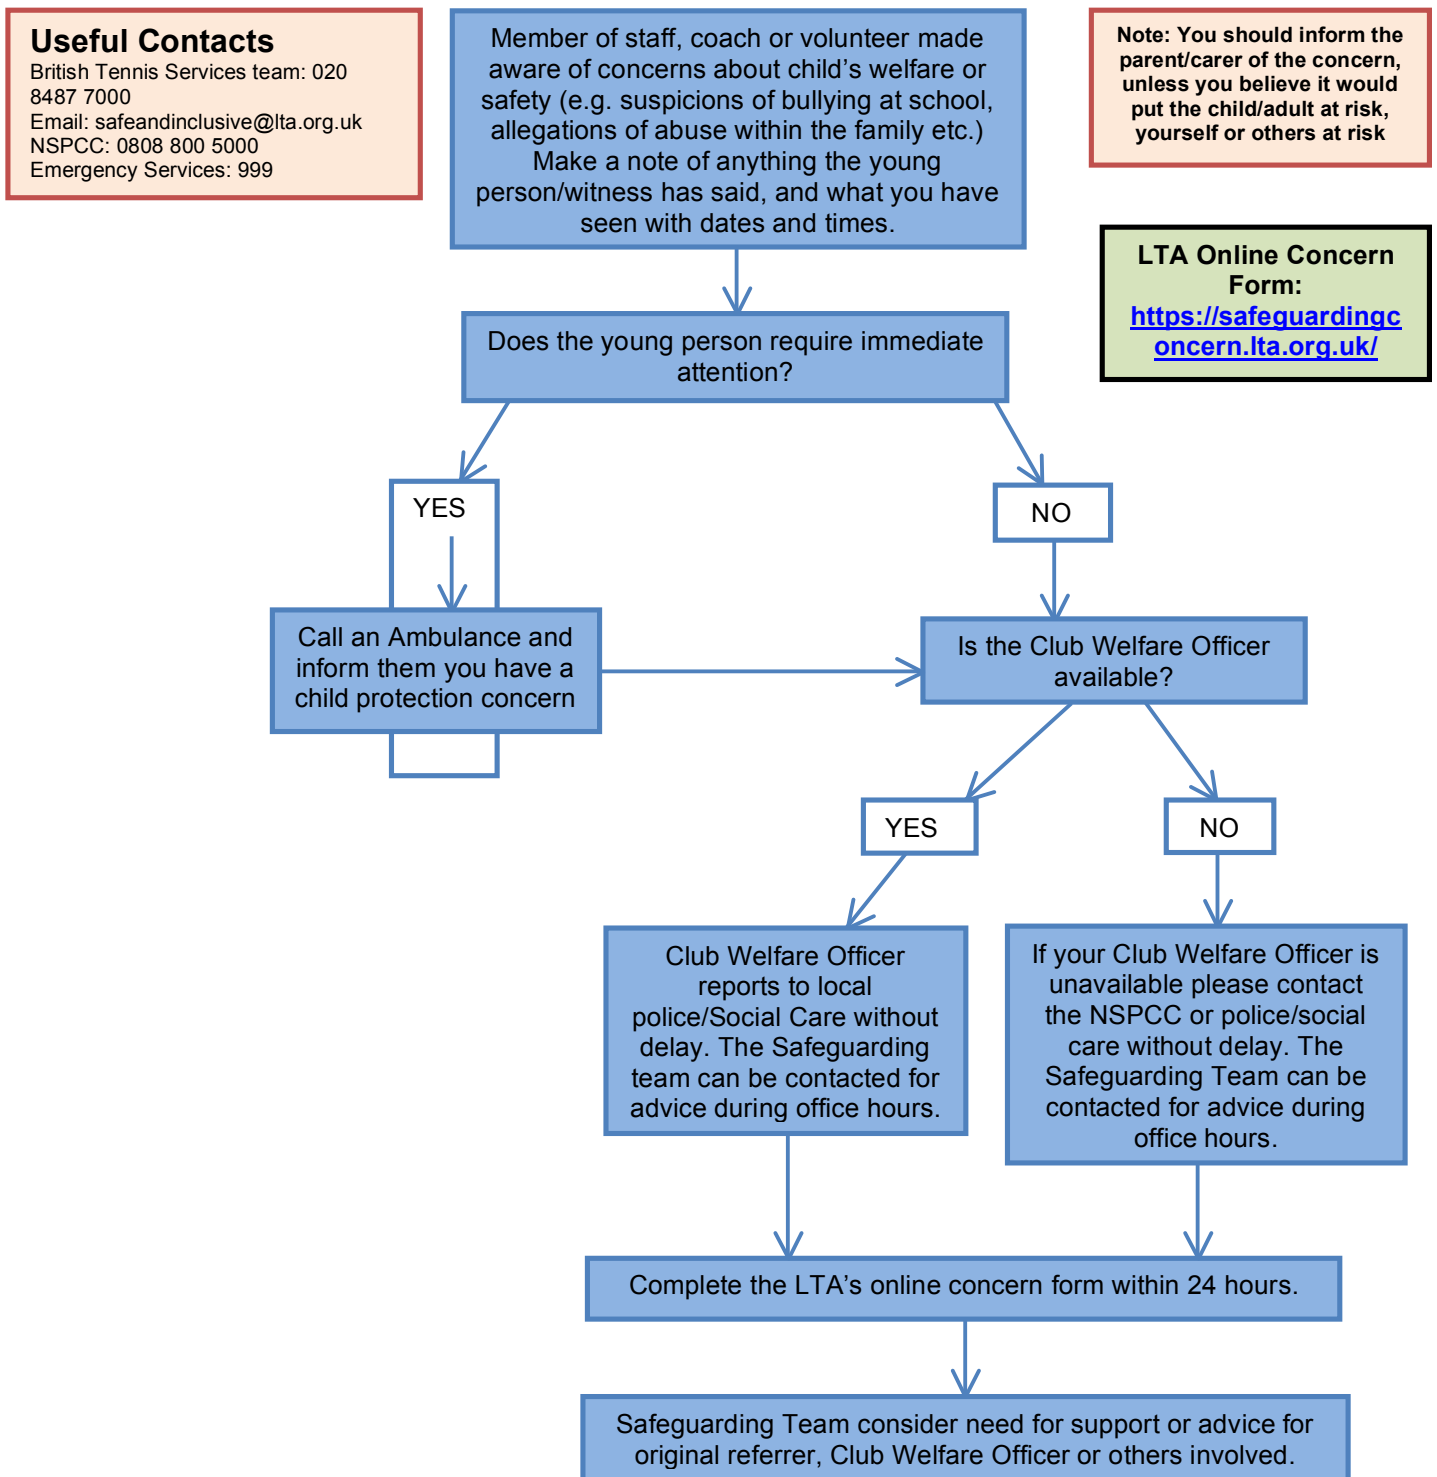 Useful Contacts
British Tennis Services team: 020
8487 7000
Email: safeandinclusive@lta.org.uk
NSPCC: 0808 800 5000
Emergency Services: 999
Member of staff, coach or volunteer made
aware of concerns about child's welfare or
safety (e.g. suspicions of bullying at school,
allegations of abuse within the family etc.)
Make a note of anything the young
person/witness has said, and what you have
seen with dates and times.
Note: You should inform the
parent/carer of the concern,
unless you believe it would
put the child/adult at risk,
yourself or others at risk
LTA Online Concern
Form:
https://safeguardingc
oncern.lta.org.uk/
Does the young person require immediate
attention?
YES
NO
Call an Ambulance and
inform them you have a
child protection concern
Is the Club Welfare Officer
available?
YES
NO
Club Welfare Officer
reports to local
police/Social Care without
delay. The Safeguarding
team can be contacted for
advice during office hours.
If your Club Welfare Officer is
unavailable please contact
the NSPCC or police/social
care without delay. The
Safeguarding Team can be
contacted for advice during
office hours.
Complete the LTA's online concern form within 24 hours.
Safeguarding Team consider need for support or advice for
original referrer, Club Welfare Officer or others involved.